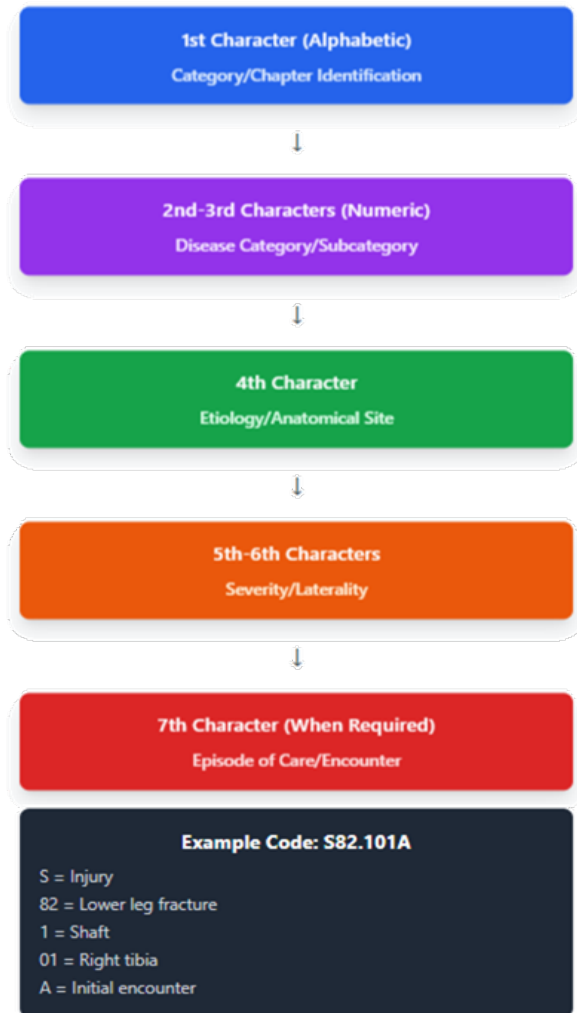 1st Character (Alphabetic)
Category/Chapter Identification
↓
2nd-3rd Characters (Numeric)
Disease Category/Subcategory
↓
4th Character
Etiology/Anatomical Site
↓
5th-6th Characters
Severity/Laterality
↓
7th Character (When Required)
Episode of Care/Encounter
Example Code: S82.101A
S = Injury
82 = Lower leg fracture
1 = Shaft
01 = Right tibia
A = Initial encounter